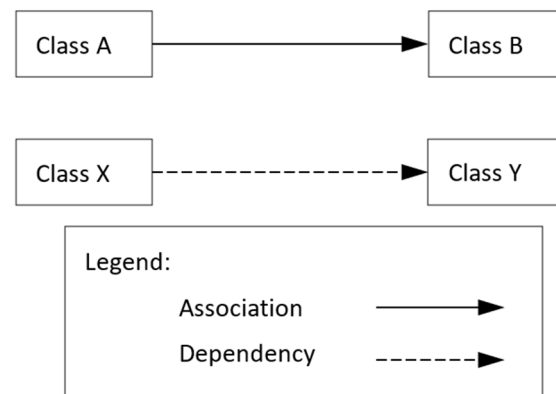 Class A
Class B
Class X
Class Y
Legend:
Association
Dependency